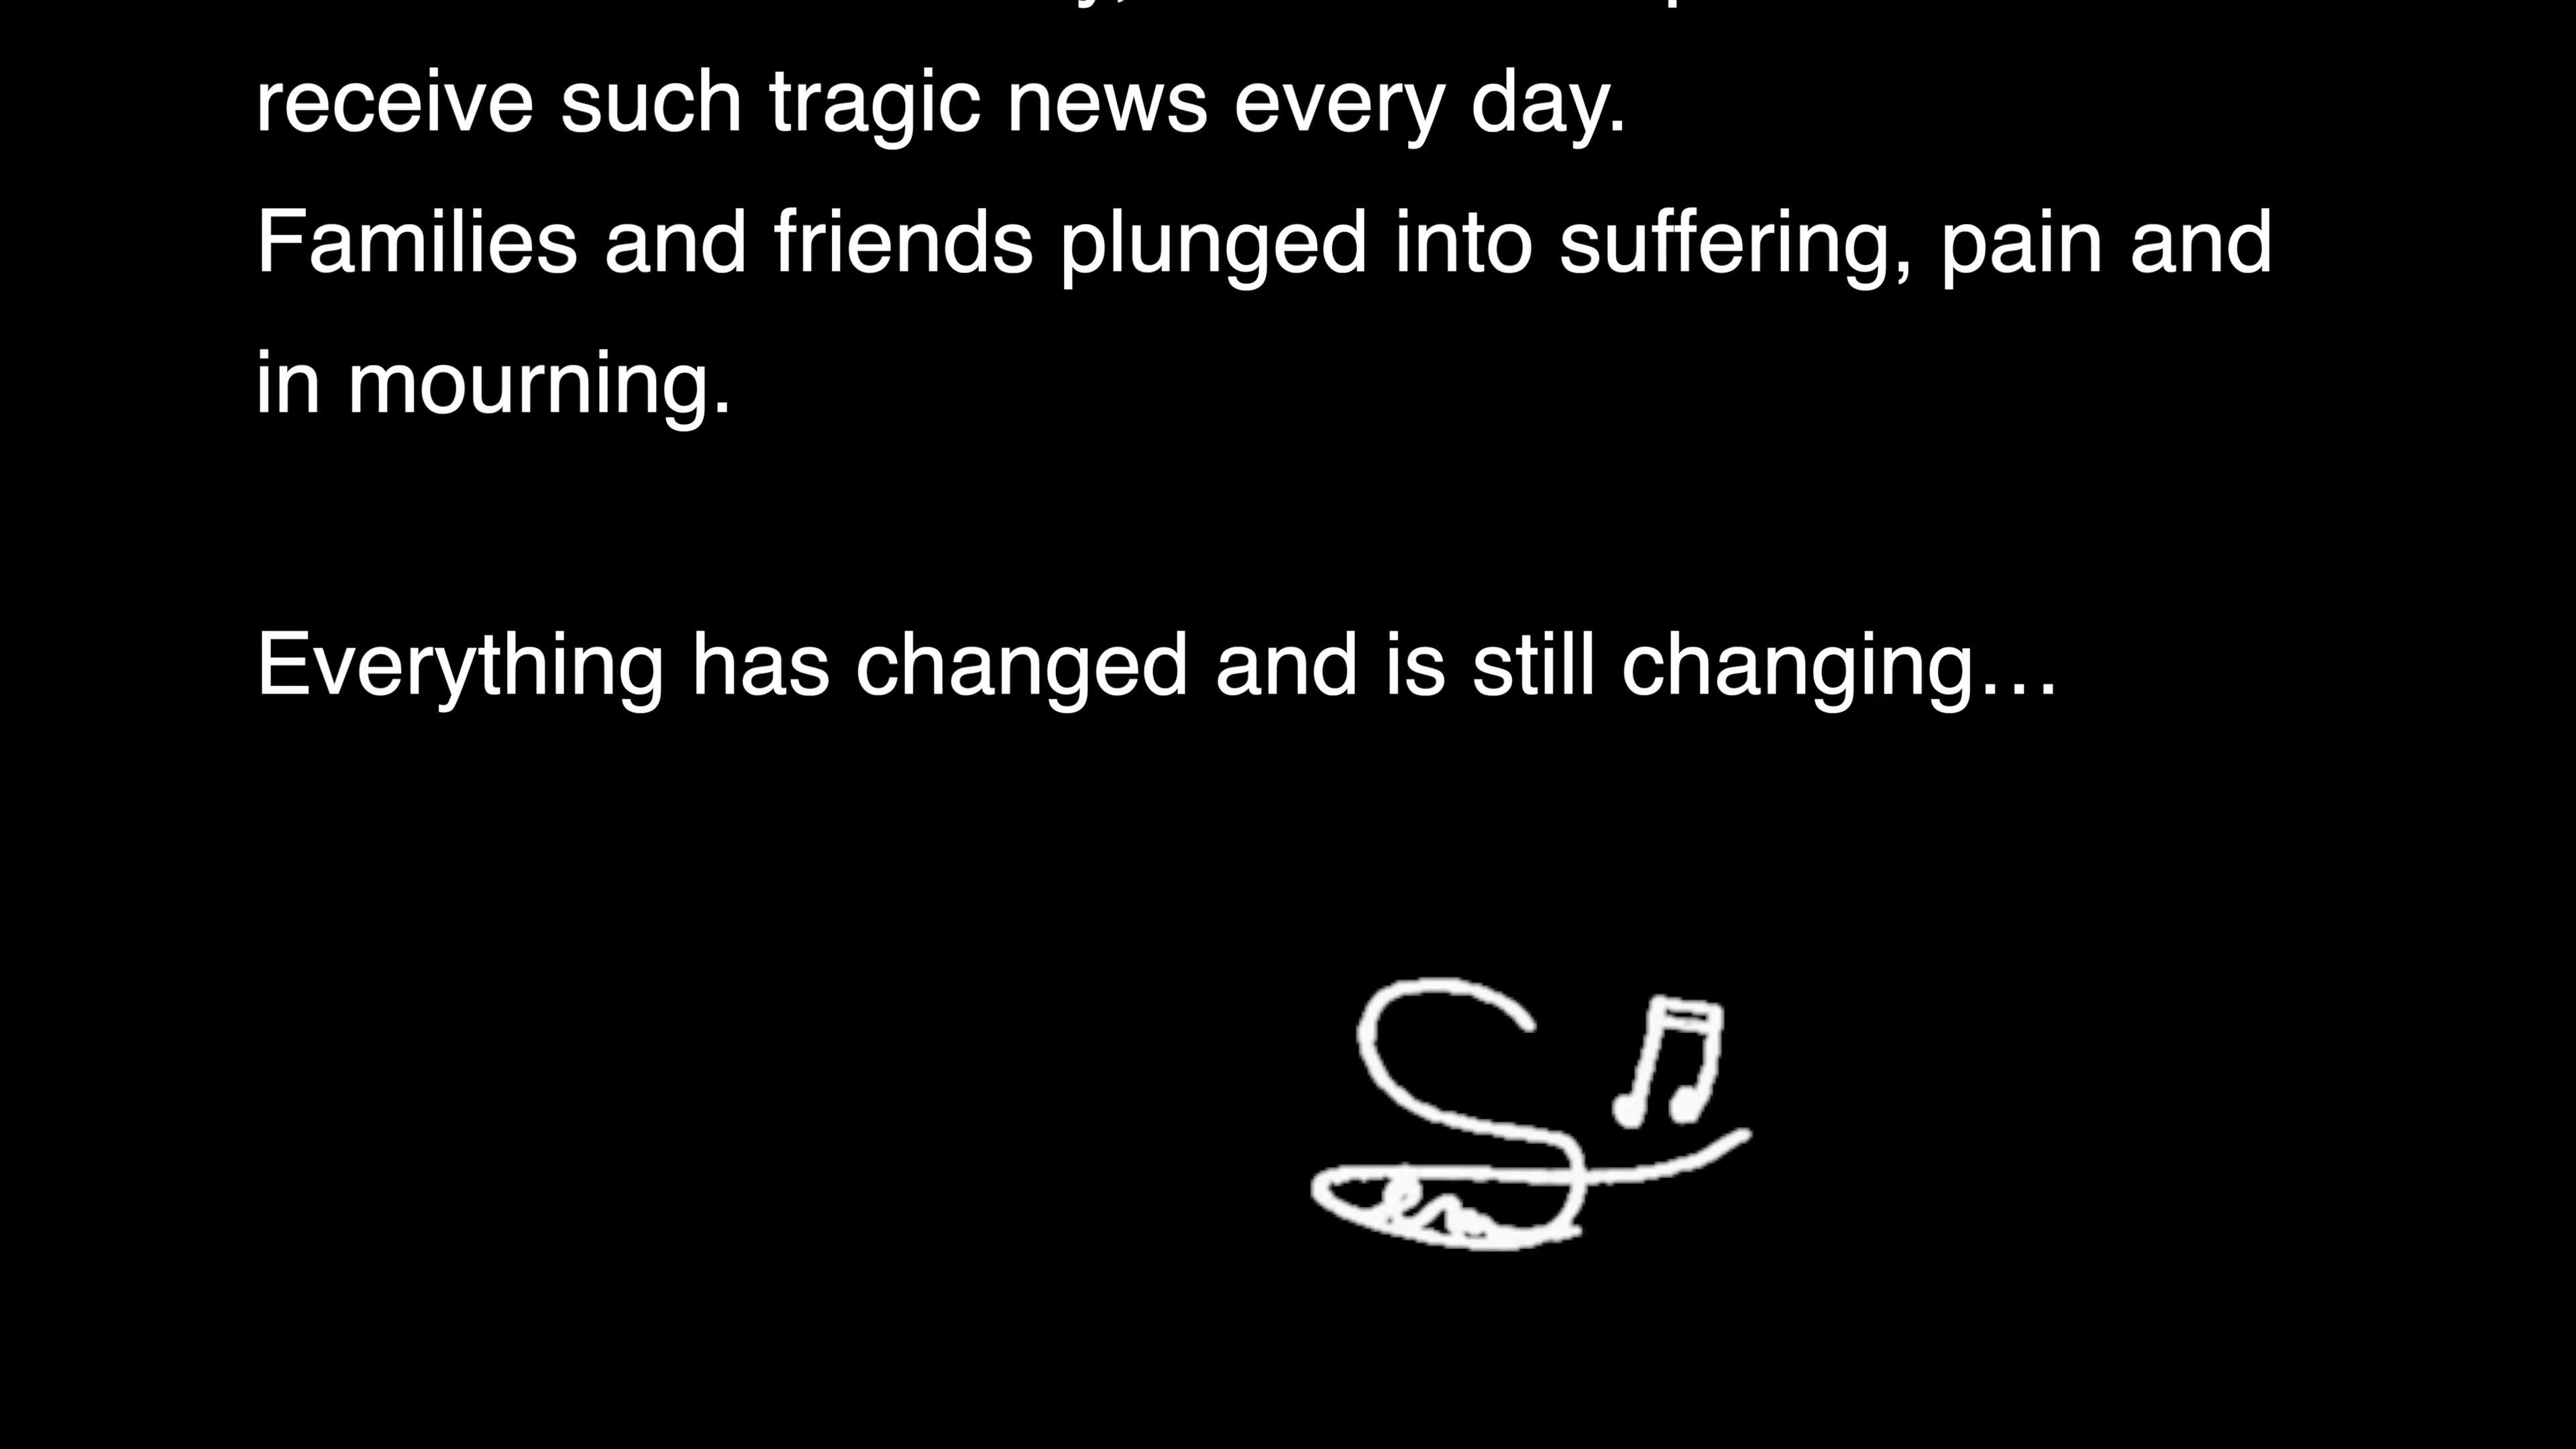 receive such tragic news every day.
Families and friends plunged into suffering, pain and
in mourning.
Everything has changed and is still changing…